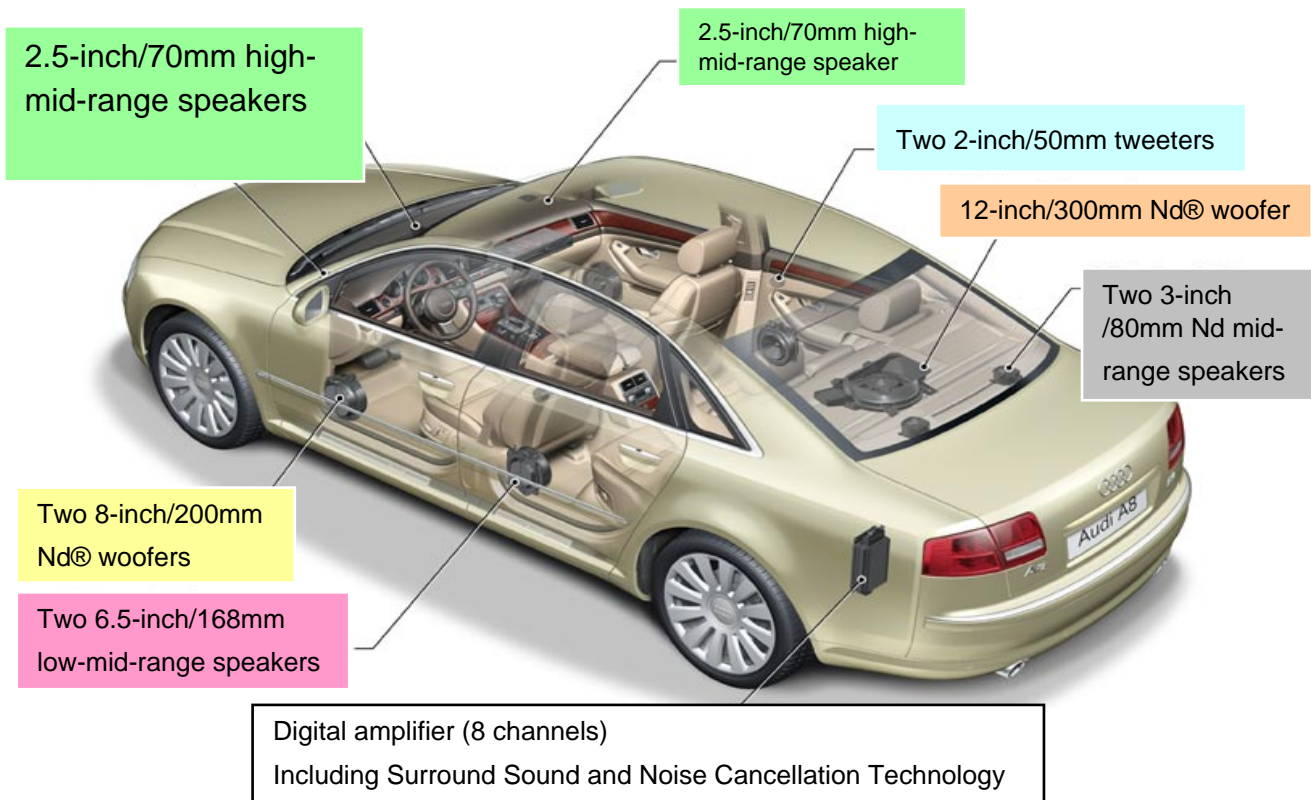 2.5-inch/70mm high-
mid-range speakers
2.5-inch/70mm high-
mid-range speaker
Two 2-inch/50mm tweeters
12-inch/300mm Nd® woofer
Two 3-inch
/80mm Nd mid-
range speakers
Two 8-inch/200mm
Nd® woofers
Two 6.5-inch/168mm
low-mid-range speakers
Audi A8
Digital amplifier (8 channels)
Including Surround Sound and Noise Cancellation Technology